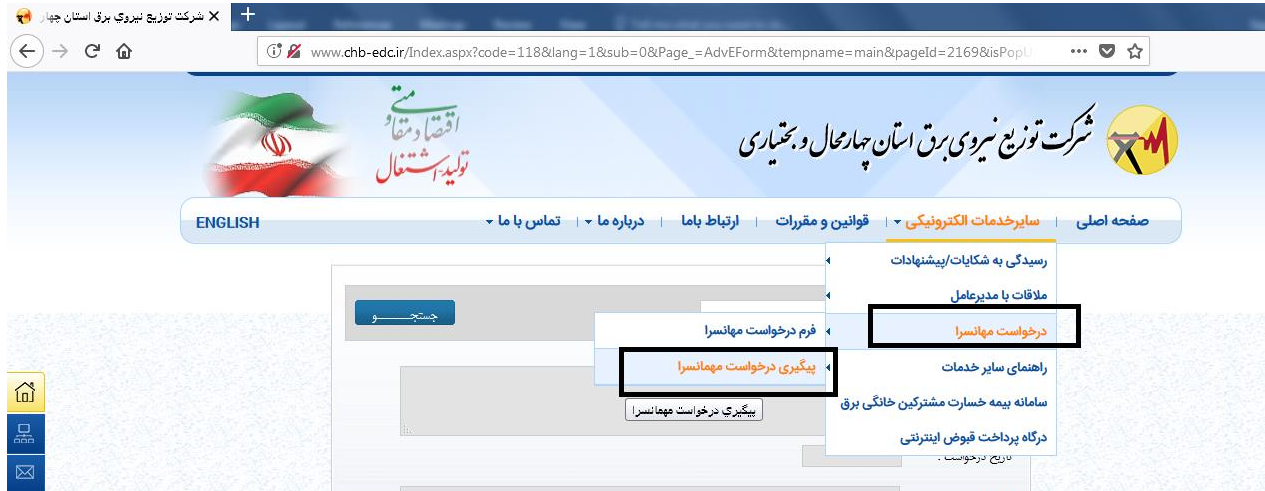 شرکت توزیع نیروي برق استان چهار
www.chb-edc.ir/Index.aspx?code=118&lang=1&sub=0&Page_=AdvEForm&tempname=main&pageId=2169&isPopU
شرکت توزیع نیروی برق استان چهارمحال و بختیاری
اقتصاد مقاومتی
تولید-اشتغال
صفحه اصلی
سایرخدمات الکترونیکی
قوانین و مقررات
ارتباط باما
درباره ما
تماس با ما
ENGLISH
رسیدگی به شکایات/پیشنهادات
ملاقات با مدیرعامل
جستجـــــو
درخواست مهانسرا
فرم درخواست مهانسرا
راهنمای سایر خدمات
پیگیری درخواست مهمانسرا
سامانه بیمه خسارت مشترکین خانگی برق
پیگیري درخواست مهمانسرا
درگاه پرداخت قبوض اینترنتی
تاریخ درخواست :